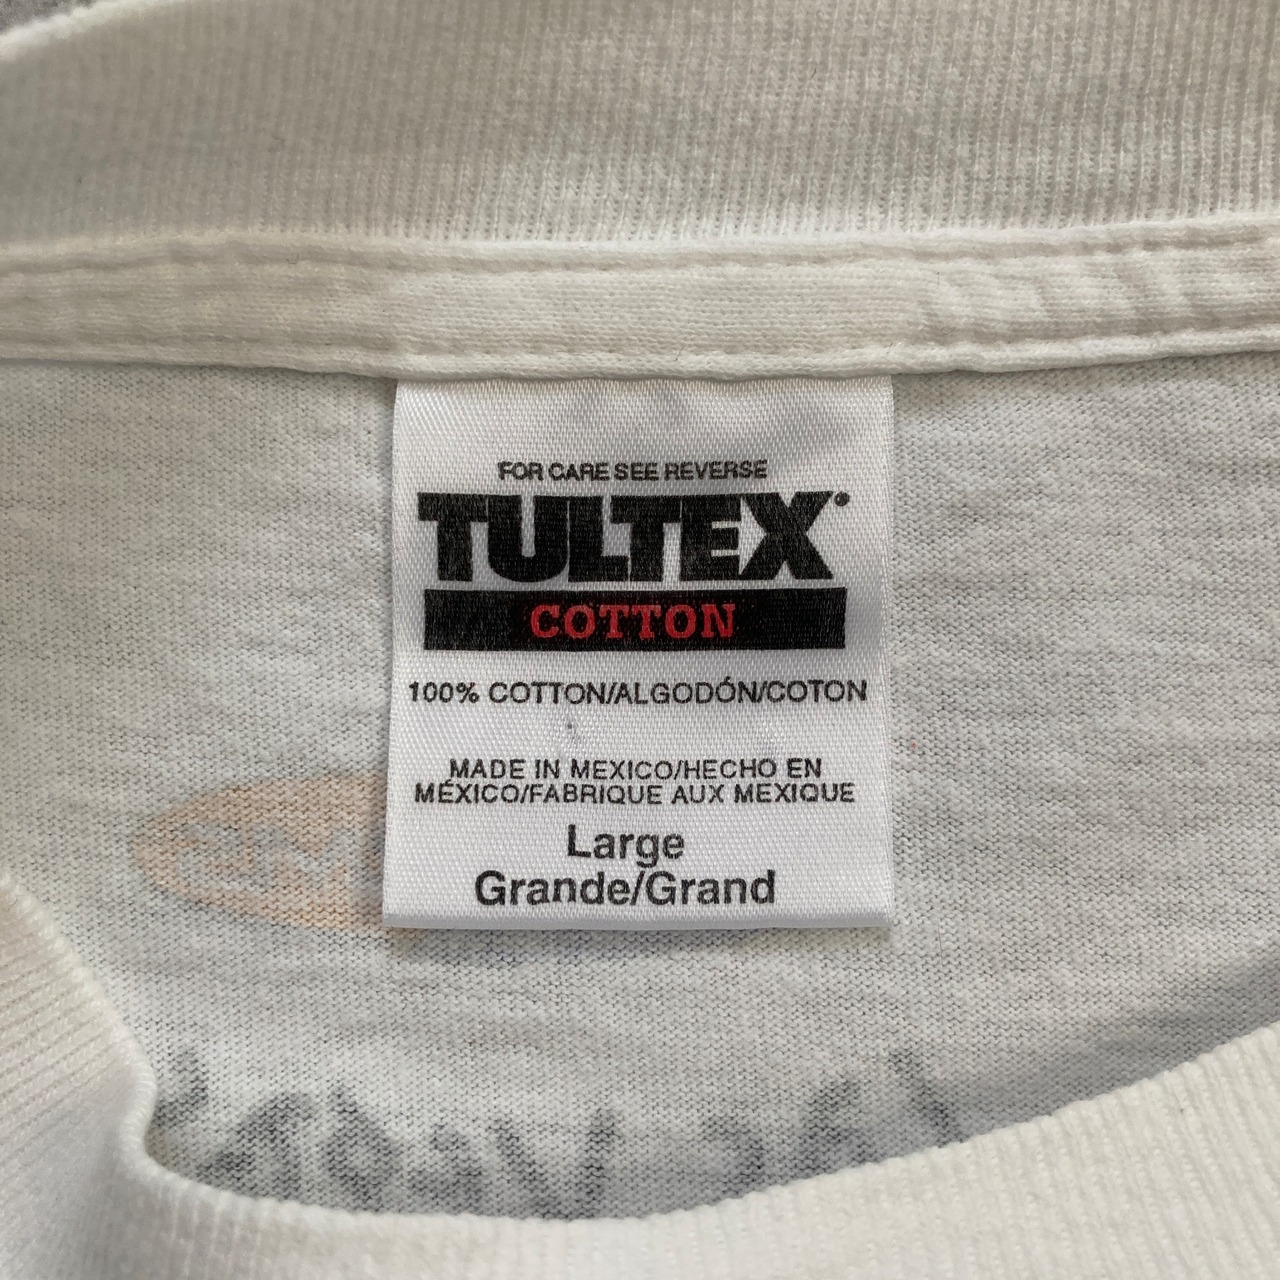 FOR CARE SEE REVERSE
TULTEX
COTTON
100% COTTON/ALGODÓN/COTON
MADE IN MEXICO/HECHO EN
MÉXICO/FABRIQUE AUX MEXIQUE
Large
Grande/Grand